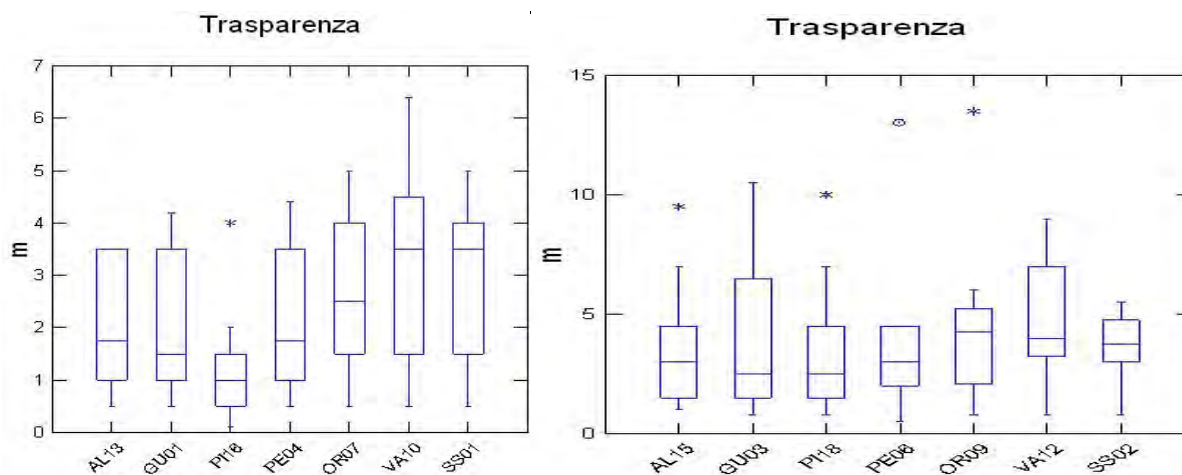 Trasparenza
7
6
5
4
3
2
1
0
m
AL13 GU01 PI16 PE04 OR07 VA10 SS01
Trasparenza
15
10
5
0
m
AL15 GU03 PI18 PE06 OR09 VA12 SS02